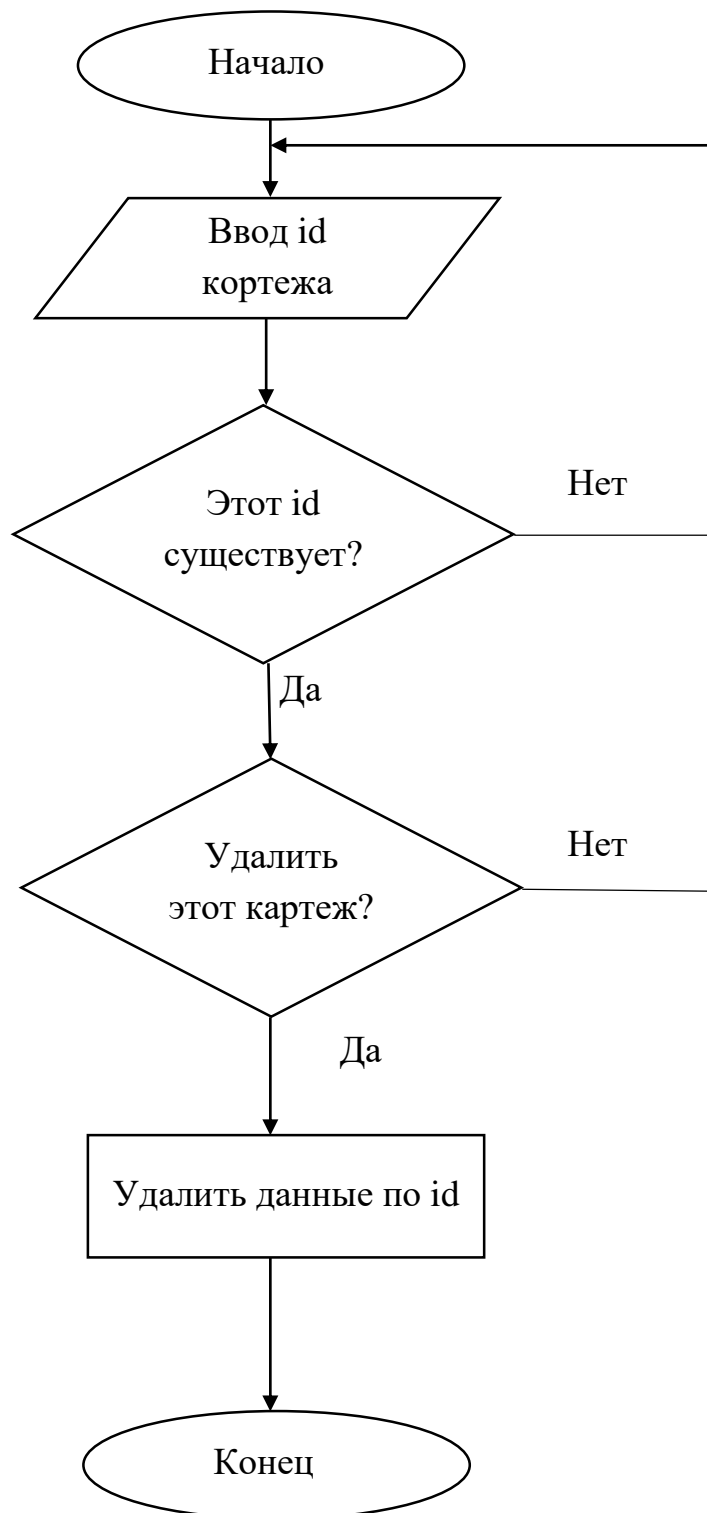 Начало
Ввод id
кортежа
Этот id
существует?
Нет
Да
Удалить
этот картеж?
Нет
Да
Удалить данные по id
Конец